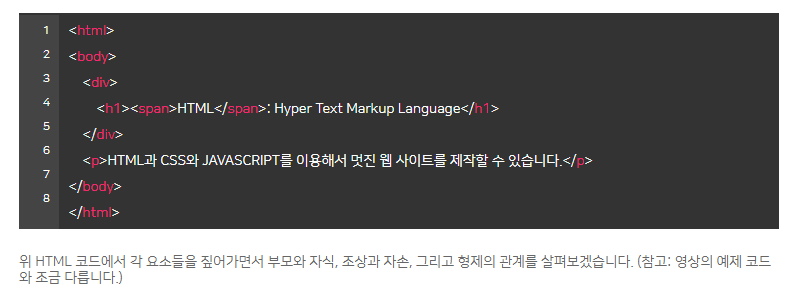 1 <html>
2 <body>
3 <div>
4 <h1><span>HTML</span>: Hyper Text Markup Language</h1>
5 </div>
6 <p>HTML과 CSS와 JAVASCRIPT를 이용해서 멋진 웹 사이트를 제작할 수 있습니다.</p>
7 </body>
8 </html>
위 HTML 코드에서 각 요소들을 짚어가면서 부모와 자식, 조상과 자손, 그리고 형제의 관계를 살펴보겠습니다. (참고: 영상의 예제 코드
와 조금 다릅니다.)